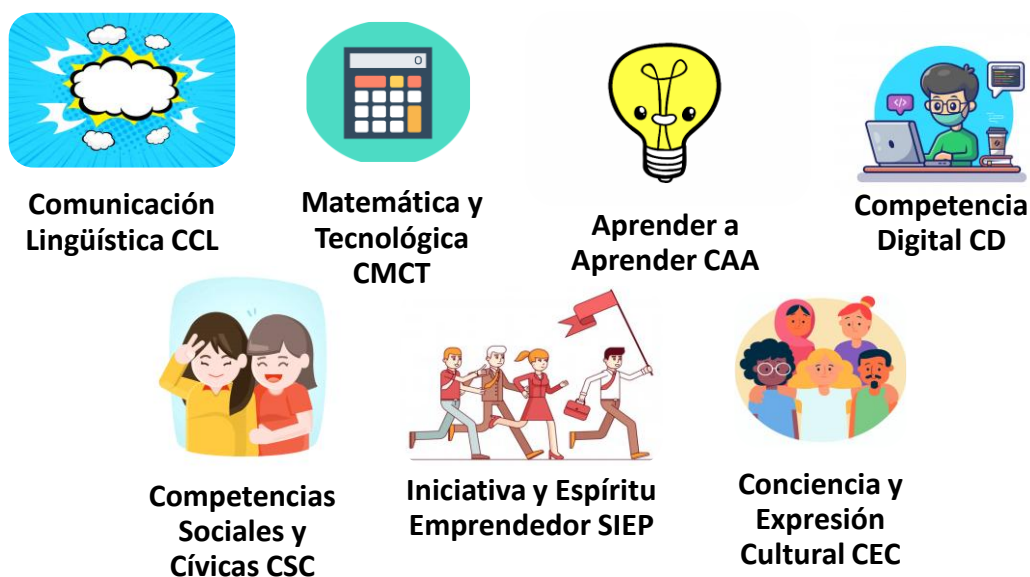 Comunicación
Lingüística CCL
Matemática y
Tecnológica
CMCT
Aprender a
Aprender CAA
Competencia
Digital CD
Competencias
Sociales y
Cívicas CSC
Iniciativa y Espíritu
Emprendedor SIEP
Conciencia y
Expresión
Cultural CEC